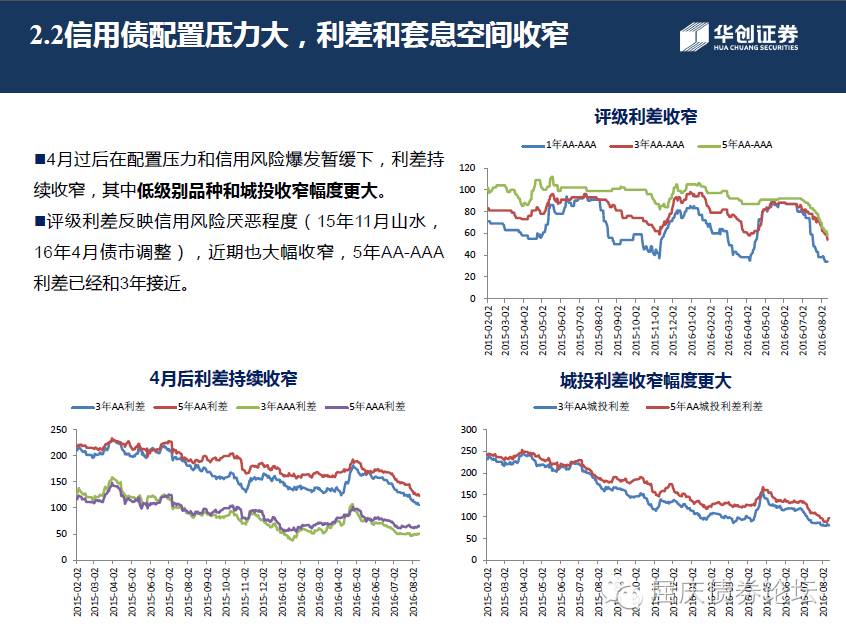 2.2信用债配置压力大，利差和套息空间收窄
华创证券
HUA CHUANG SECURITIES
■4月过后在配置压力和信用风险爆发暂缓下，利差持
续收窄，其中低级别品种和城投收窄幅度更大。
■评级利差反映信用风险厌恶程度（15年11月山水，
16年4月债市调整），近期也大幅收窄，5年AA-AAA
利差已经和3年接近。
评级利差收窄
1年AA-AAA 3年AA-AAA 5年AA-AAA
120
100
80
60
40
20
0
2015-02-02 2015-03-02 2015-04-02 2015-05-02 2015-06-02 2015-07-02 2015-08-02 2015-09-02 2015-10-02 2015-11-02 2015-12-02 2016-01-02 2016-02-02 2016-03-02 2016-04-02 2016-05-02 2016-06-02 2016-07-02 2016-08-02
4月后利差持续收窄
3年AA利差 5年AA利差 3年AAA利差 5年AAA利差
250
200
150
100
50
0
2015-02-02 2015-03-02 2015-04-02 2015-05-02 2015-06-02 2015-07-02 2015-08-02 2015-09-02 2015-10-02 2015-11-02 2015-12-02 2016-01-02 2016-02-02 2016-03-02 2016-04-02 2016-05-02 2016-06-02 2016-07-02 2016-08-02
城投利差收窄幅度更大
3年AA城投利差 5年AA城投利差利差
300
250
200
150
100
50
0
2015-02-02 2015-03-02 2015-04-02 2015-05-02 2015-06-02 2015-07-02 2015-08-02 2015-09-02 2015-10-02 2015-11-02 2015-12-02 2016-01-02 2016-02-02 2016-03-02 2016-04-02 2016-05-02 2016-06-02 2016-07-02 2016-08-02
屈庆债券论坛